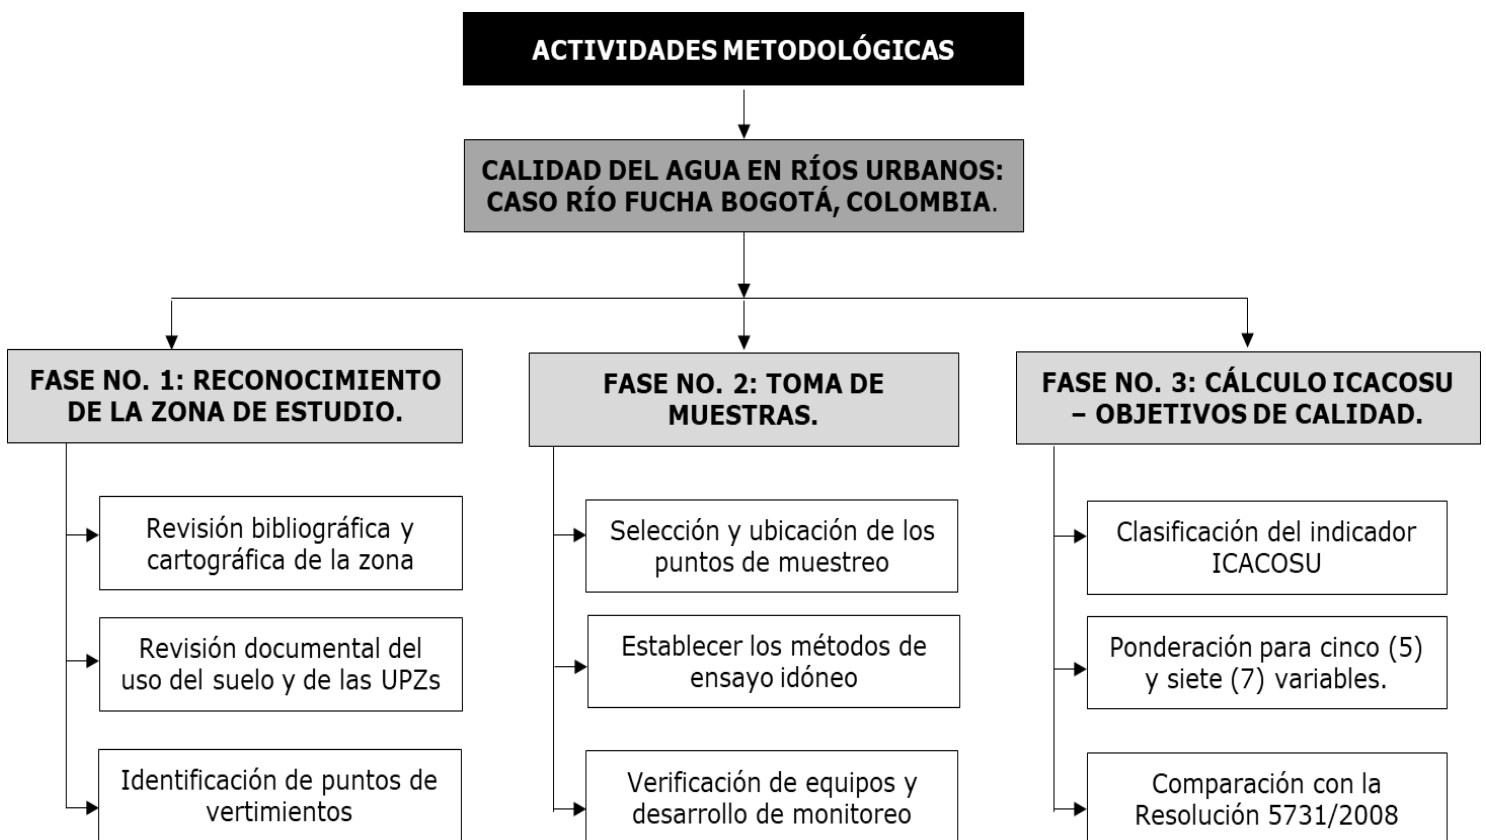 ACTIVIDADES METODOLÓGICAS
CALIDAD DEL AGUA EN RÍOS URBANOS:
CASO RÍO FUCHA BOGOTÁ, COLOMBIA.
FASE NO. 1: RECONOCIMIENTO
DE LA ZONA DE ESTUDIO.
Revisión bibliográfica y
cartográfica de la zona
Revisión documental del
uso del suelo y de las UPZs
Identificación de puntos de
vertimientos
FASE NO. 2: TOMA DE
MUESTRAS.
Selección y ubicación de los
puntos de muestreo
Establecer los métodos de
ensayo idóneo
Verificación de equipos y
desarrollo de monitoreo
FASE NO. 3: CÁLCULO ICACOSU
– OBJETIVOS DE CALIDAD.
Clasificación del indicador
ICACOSU
Ponderación para cinco (5)
y siete (7) variables.
Comparación con la
Resolución 5731/2008